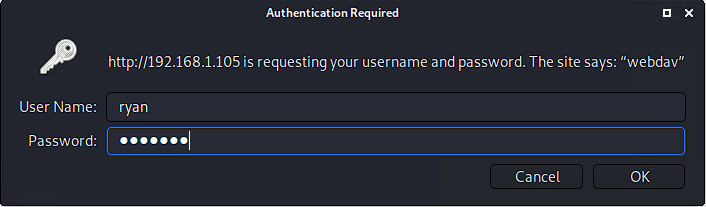 Authentication Required
http://192.168.1.105 is requesting your username and password. The site says: “webdav”
User Name: ryan
Password: ●●●●●●●
Cancel OK